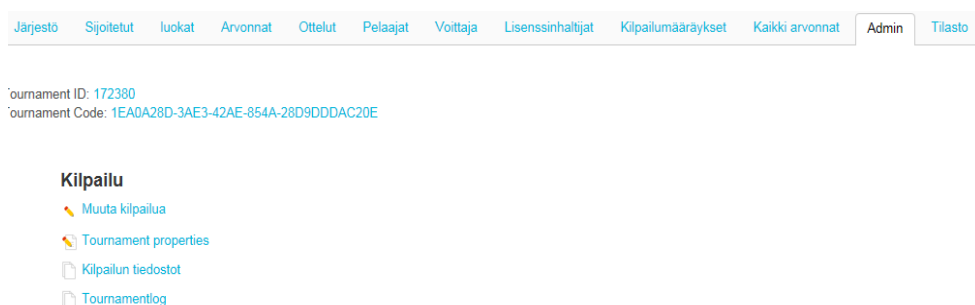 Järjestö Sijoitetut luokat Arvonnat Ottelut Pelaajat Voittaja Lisenssinhaltijat Kilpailumääräykset Kaikki arvonnat Admin Tilasto
ournament ID: 172380
ournament Code: 1EA0A28D-3AE3-42AE-854A-28D9DDDAC20E
Kilpailu
Muuta kilpailua
Tournament properties
Kilpailun tiedostot
Tournamentlog